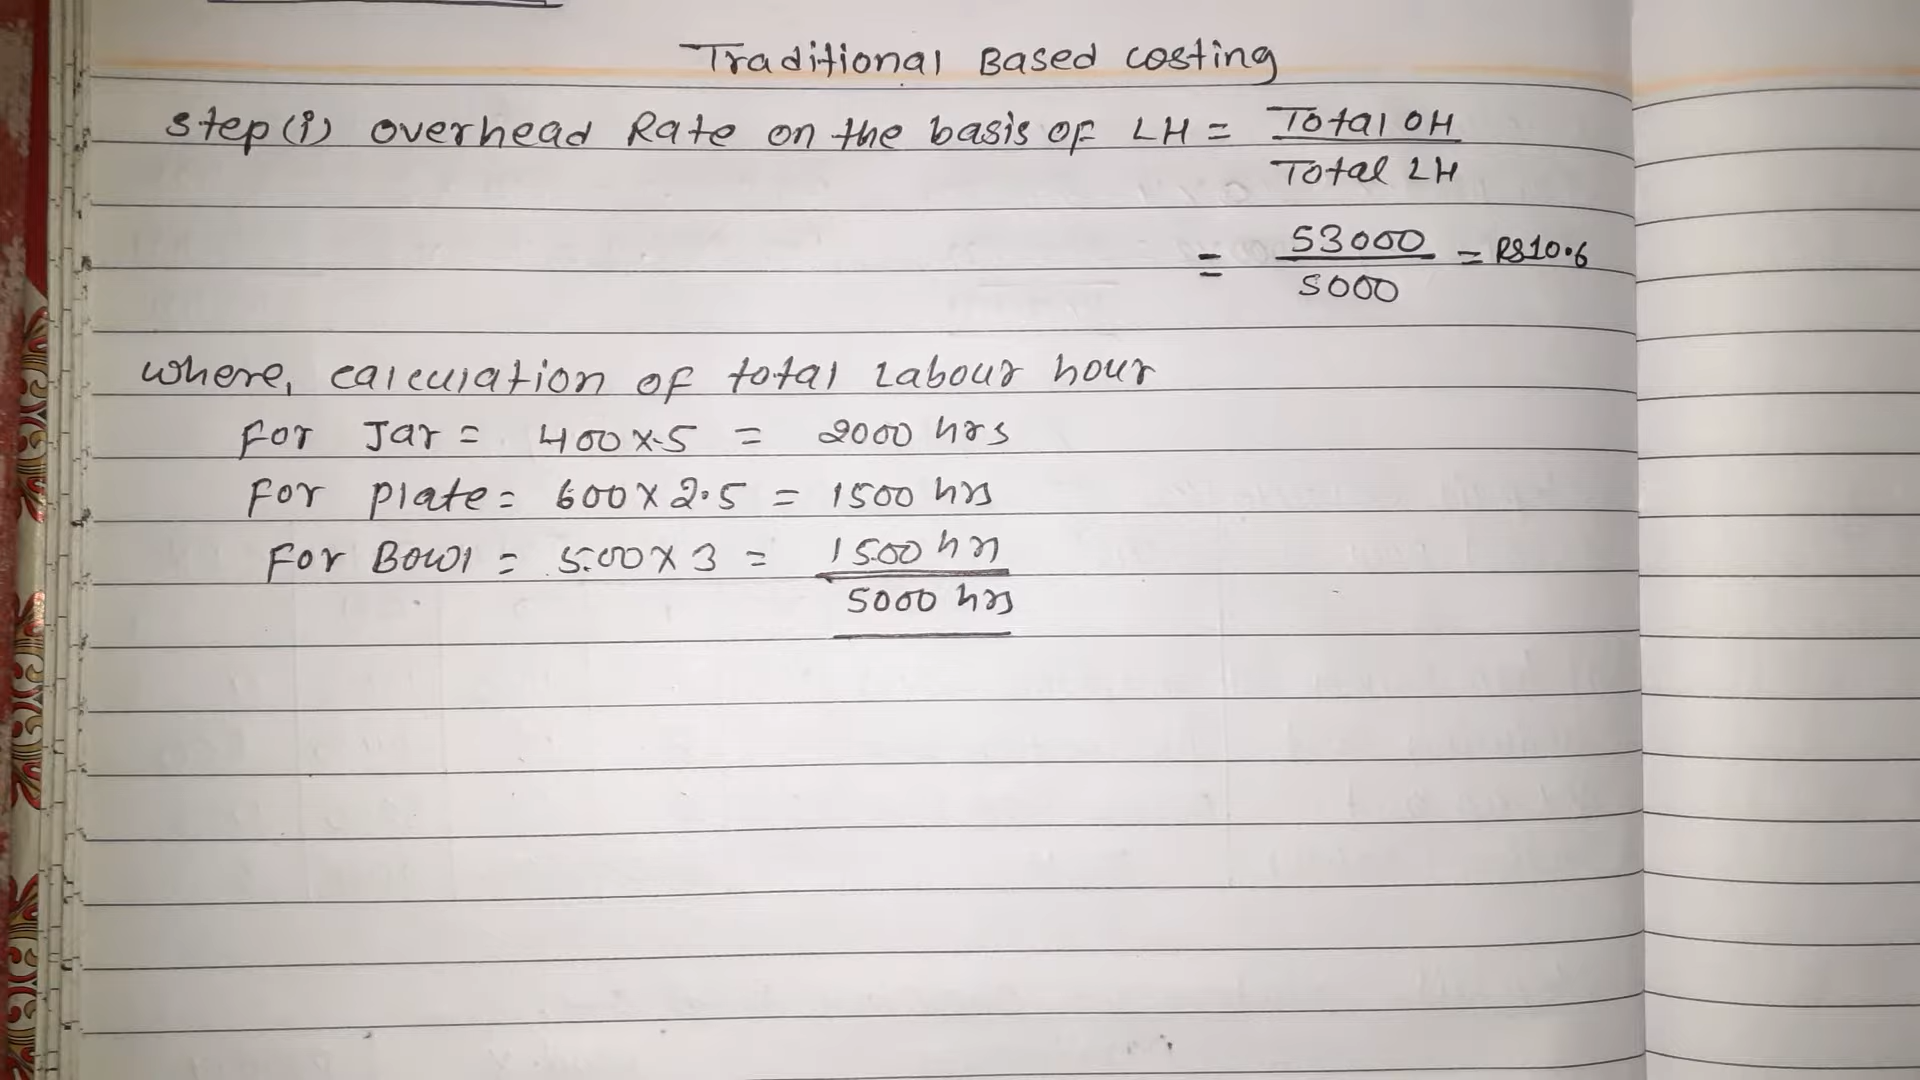 Traditional Based costing
step(i) overhead Rate on the basis of LH = Total OH
Total LH
= 53000 = RS10.6
5000
where, calculation of total Labour hour
For Jar = 400 x 5 = 2000 hrs
For plate = 600 x 2.5 = 1500 hrs
For Bowl = 500 x 3 = 1500 hrs
5000 hrs